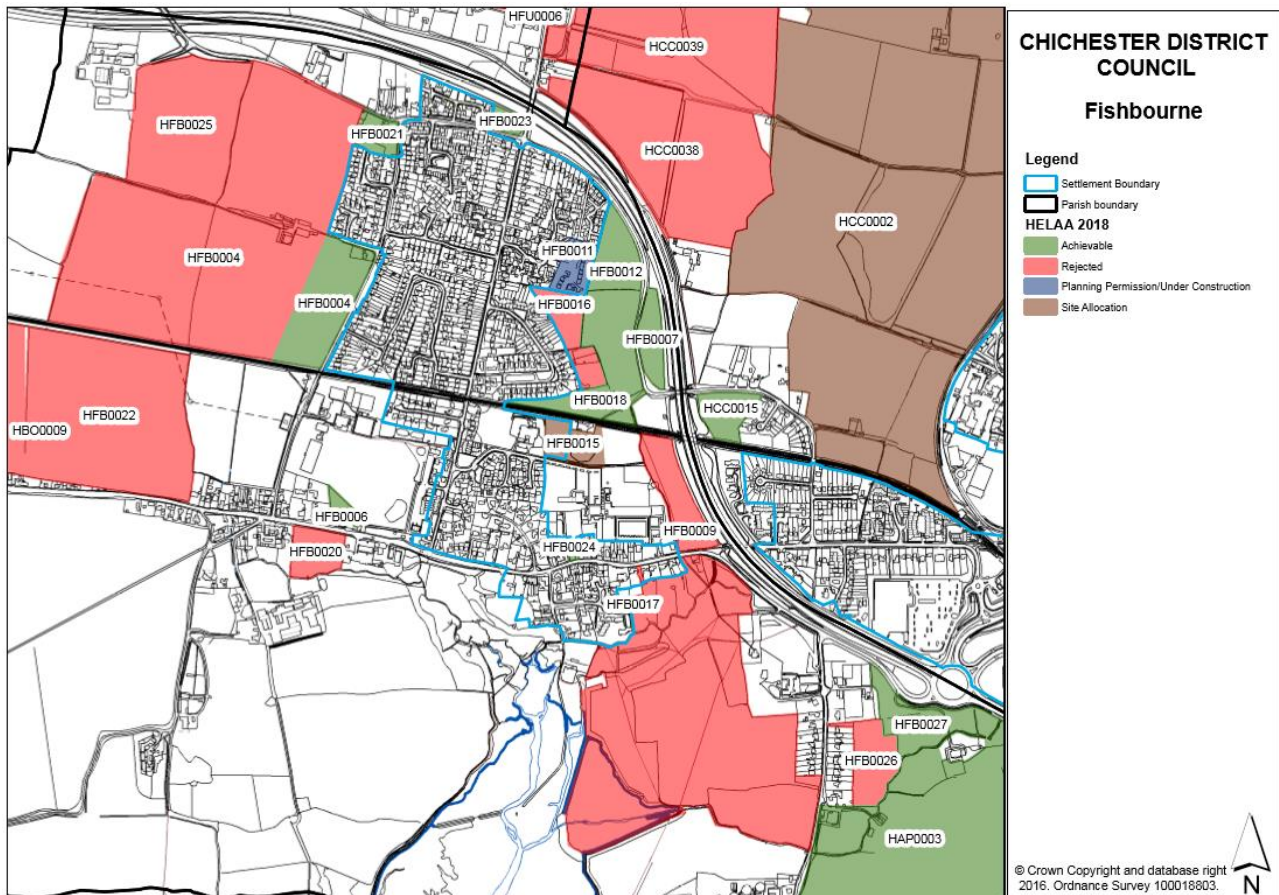 HFU0006
HCC0039
HFB0025
HFB0021
HFB0023
HCC0038
HCC0002
HFB0011
HFB0012
HFB0004
HFB0004
HFB0016
HFB0007
HFB0018
HCC0015
HFB0022
HBO0009
HFB0015
HFB0006
HFB0009
HFB0020
HFB0024
HFB0017
HFB0027
HFB0026
HAP0003
CHICHESTER DISTRICT
COUNCIL
Fishbourne
Legend
Settlement Boundary
Parish boundary
HELAA 2018
Achievable
Rejected
Planning Permission/Under Construction
Site Allocation
© Crown Copyright and database right
2016. Ordnance Survey 100018803.
N